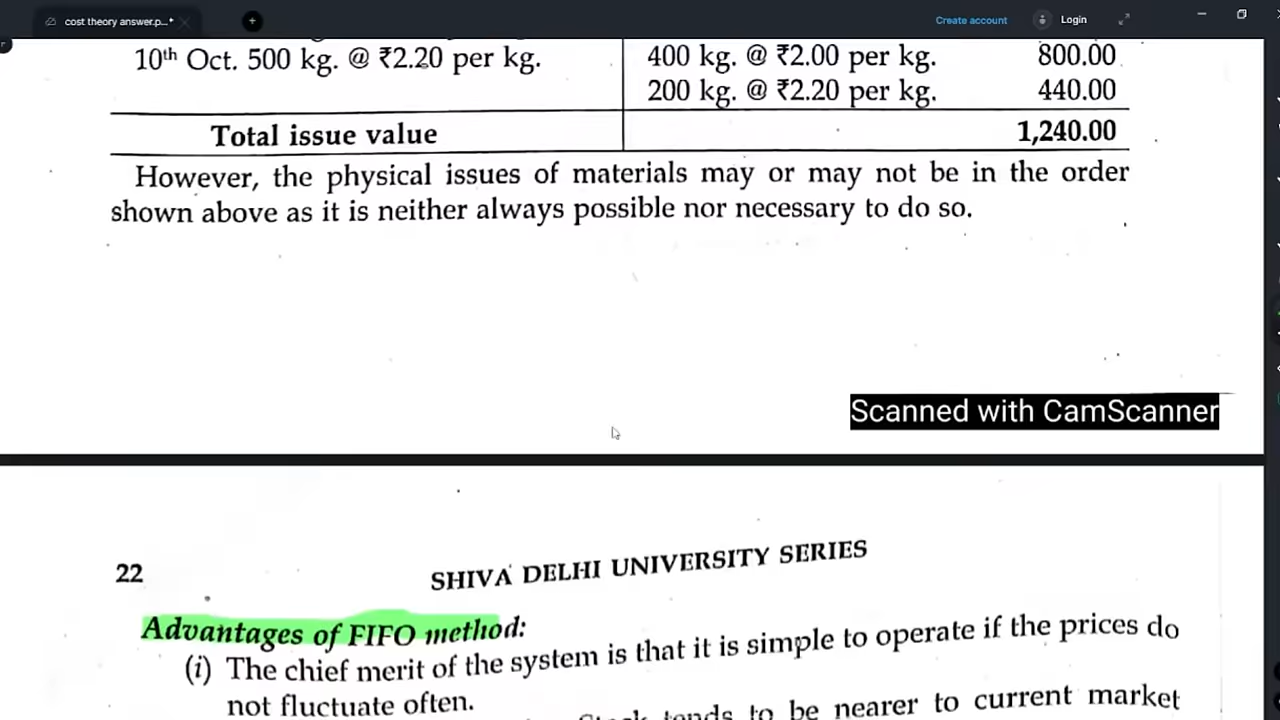 cost theory answer.p...*
Create account
Login
10th Oct. 500 kg. @ ₹2.20 per kg.
400 kg. @ ₹2.00 per kg. 800.00
200 kg. @ ₹2.20 per kg. 440.00
Total issue value 1,240.00
However, the physical issues of materials may or may not be in the order
shown above as it is neither always possible nor necessary to do so.
Scanned with CamScanner
22
SHIVA DELHI UNIVERSITY SERIES
Advantages of FIFO method:
(i) The chief merit of the system is that it is simple to operate if the prices do
not fluctuate often.
tends to be nearer to current market